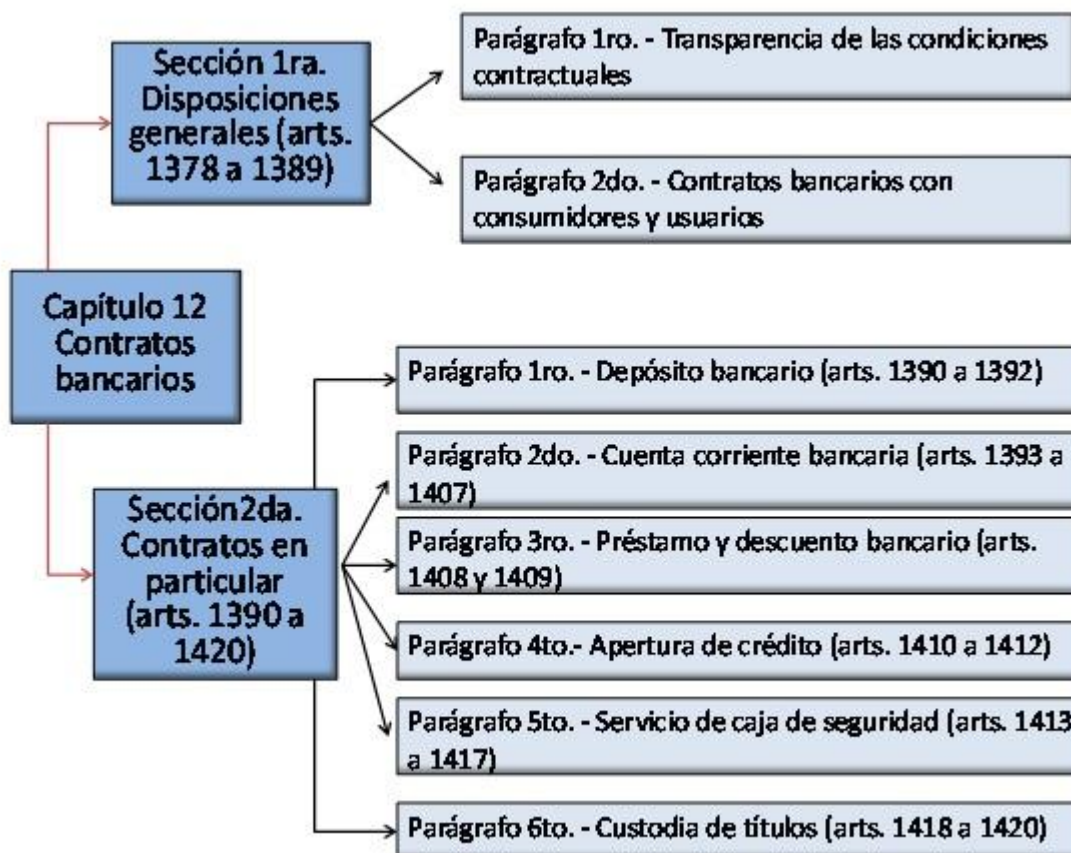 Sección 1ra.
Disposiciones
generales (arts.
1378 a 1389)
Parágrafo 1ro. - Transparencia de las condiciones
contractuales
Parágrafo 2do. - Contratos bancarios con
consumidores y usuarios
Capítulo 12
Contratos
bancarios
Sección2da.
Contratos en
particular
(arts. 1390 a
1420)
Parágrafo 1ro. - Depósito bancario (arts. 1390 a 1392)
Parágrafo 2do. - Cuenta corriente bancaria (arts. 1393 a
1407)
Parágrafo 3ro. - Préstamo y descuento bancario (arts.
1408 y 1409)
Parágrafo 4to.- Apertura de crédito (arts. 1410 a 1412)
Parágrafo 5to. - Servicio de caja de seguridad (arts. 1413
a 1417)
Parágrafo 6to. - Custodia de títulos (arts. 1418 a 1420)